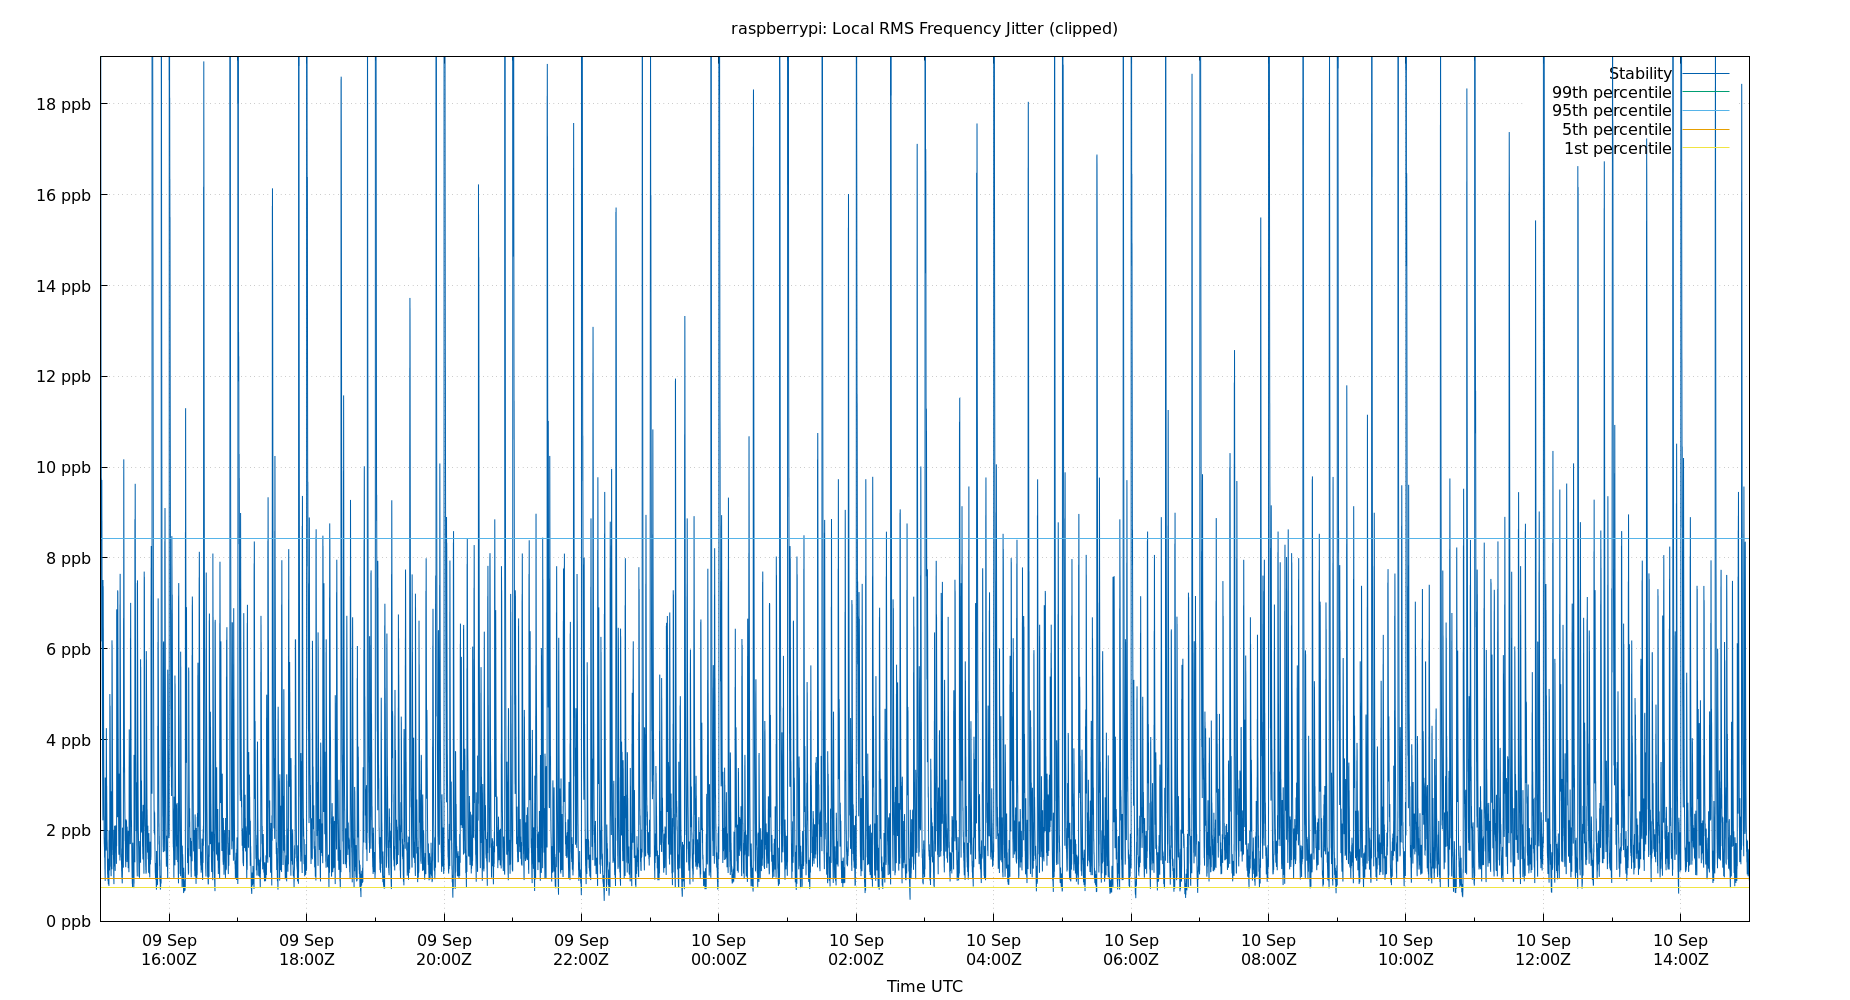 raspberrypi: Local RMS Frequency Jitter (clipped)
Stability
99th percentile
95th percentile
5th percentile
1st percentile
18 ppb
16 ppb
14 ppb
12 ppb
10 ppb
8 ppb
6 ppb
4 ppb
2 ppb
0 ppb
09 Sep 09 Sep 09 Sep 09 Sep 10 Sep 10 Sep 10 Sep 10 Sep 10 Sep 10 Sep 10 Sep 10 Sep
16:00Z 18:00Z 20:00Z 22:00Z 00:00Z 02:00Z 04:00Z 06:00Z 08:00Z 10:00Z 12:00Z 14:00Z
Time UTC